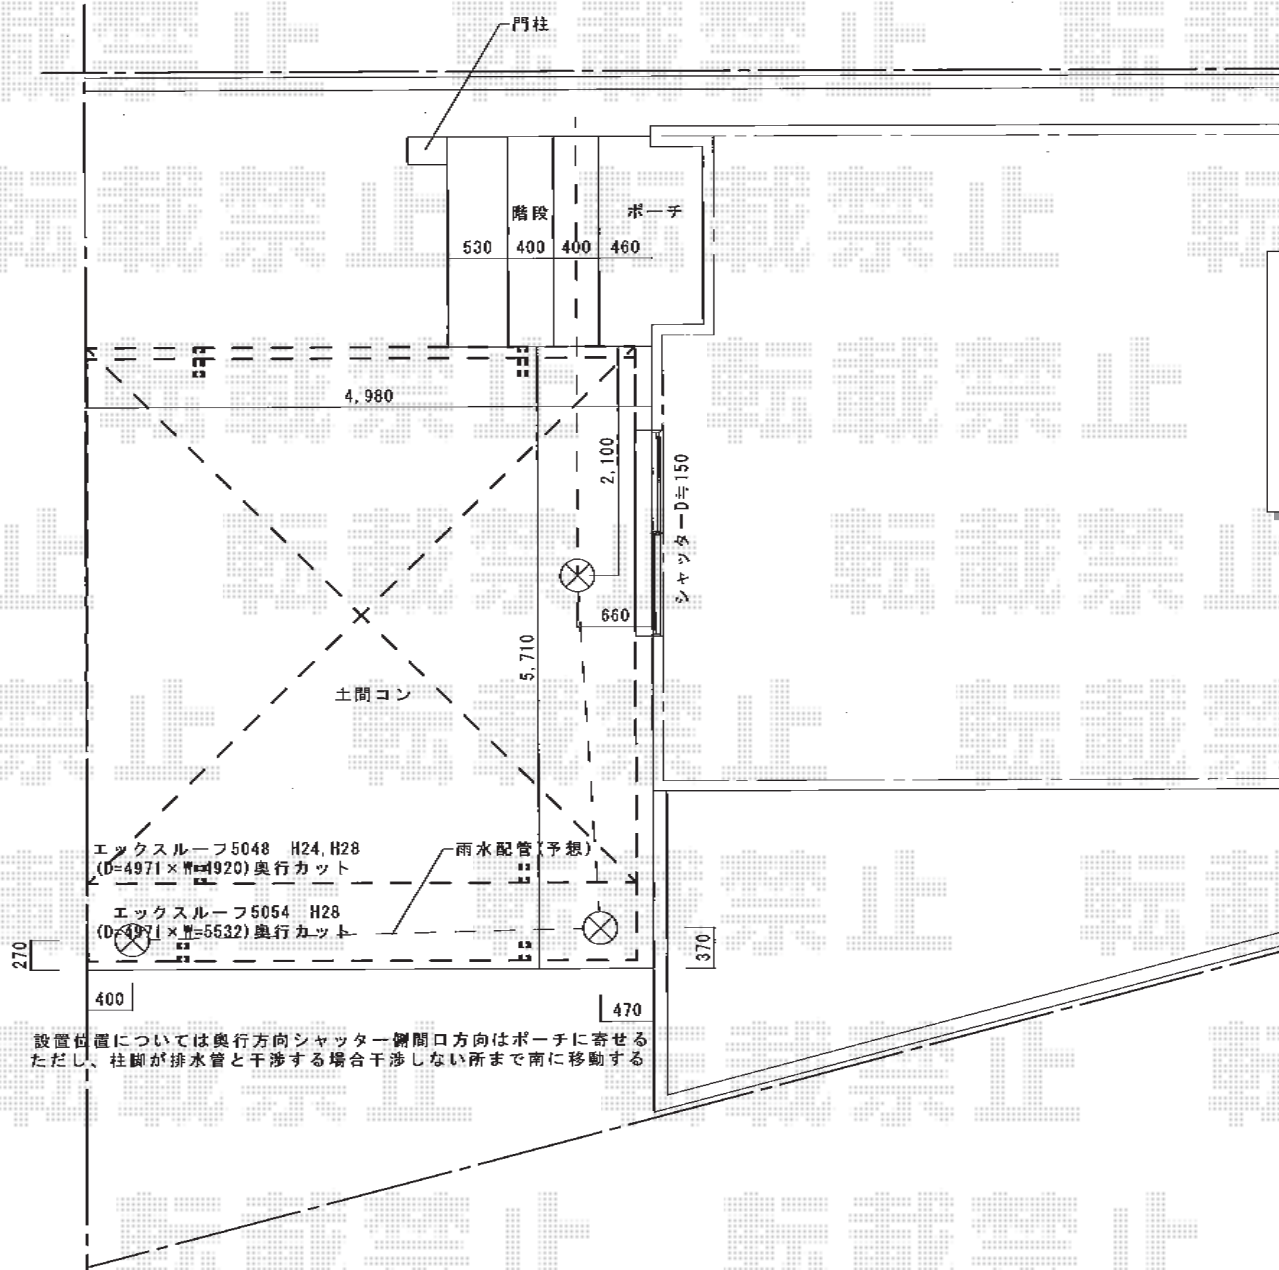 門柱
階段
ポーチ
530
400
400
460
4,980
2,100
シャッターD≒150
660
5,710
土間コン
エックスルーフ5048 H24,H28
(D=4971×W=4920)奥行カット
雨水配管(予想)
エックスルーフ5054 H28
(D=4971×W=5532)奥行カット
270
370
400
470
設置位置については奥行方向シャッター側間口方向はポーチに寄せる
ただし、柱脚が排水管と干渉する場合干渉しない所まで南に移動する
転載禁止